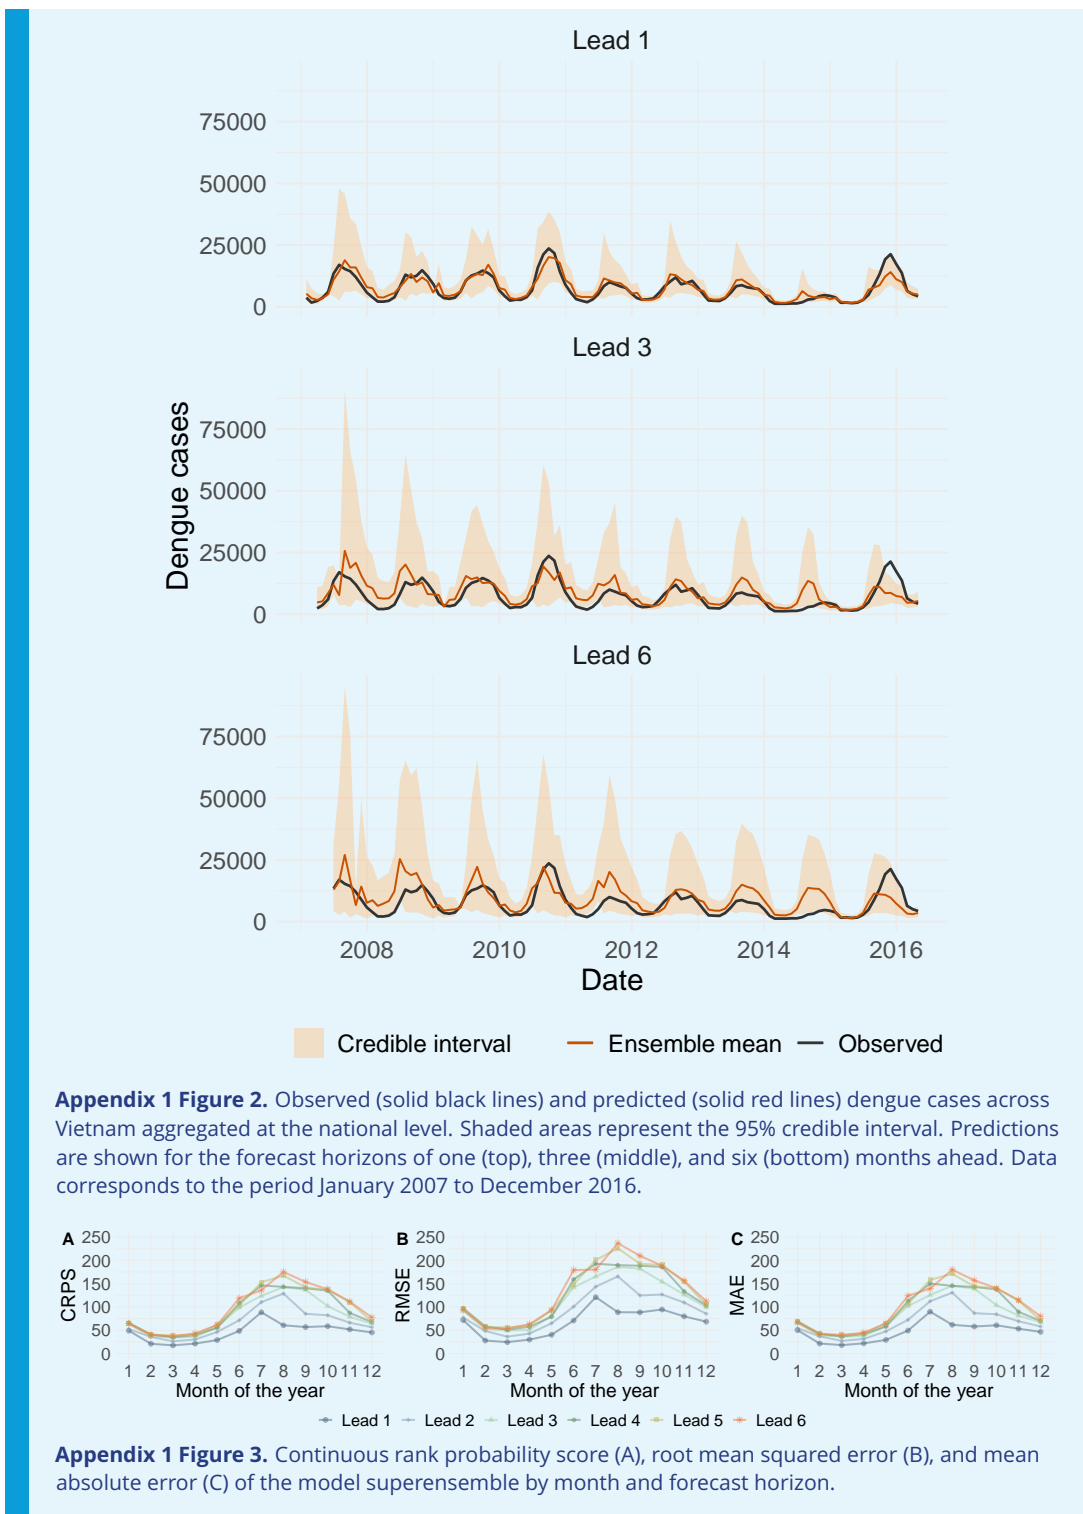 Lead 1
75000
50000
25000
0
Lead 3
75000
50000
25000
0
Dengue cases
Lead 6
75000
50000
25000
0
2008 2010 2012 2014 2016
Date
Credible interval Ensemble mean Observed
Appendix 1 Figure 2. Observed (solid black lines) and predicted (solid red lines) dengue cases across
Vietnam aggregated at the national level. Shaded areas represent the 95% credible interval. Predictions
are shown for the forecast horizons of one (top), three (middle), and six (bottom) months ahead. Data
corresponds to the period January 2007 to December 2016.
A
CRPS
250
200
150
100
50
0
1 2 3 4 5 6 7 8 9 10 11 12
Month of the year
B
RMSE
250
200
150
100
50
0
1 2 3 4 5 6 7 8 9 10 11 12
Month of the year
C
MAE
250
200
150
100
50
0
1 2 3 4 5 6 7 8 9 10 11 12
Month of the year
Lead 1 Lead 2 Lead 3 Lead 4 Lead 5 Lead 6
Appendix 1 Figure 3. Continuous rank probability score (A), root mean squared error (B), and mean
absolute error (C) of the model superensemble by month and forecast horizon.